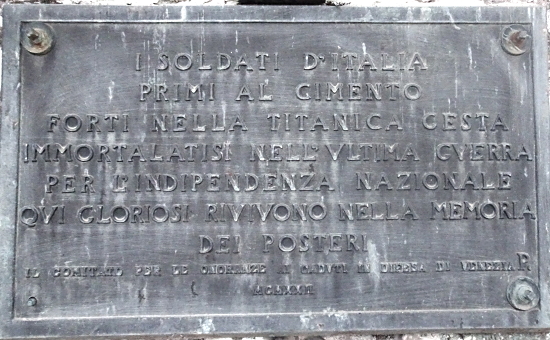 I SOLDATI D'ITALIA
PRIMI AL CIMENTO
FORTI NELLA TITANICA GESTA
IMMORTALATISI NELL'VLTIMA GVERRA
PER L'INDIPENDENZA NAZIONALE
QVI GLORIOSI RIVIVONO NELLA MEMORIA
DEI POSTERI
IL COMITATO PER LE ONORANZE AI CADUTI IN DIFESA DI VENEZIA R